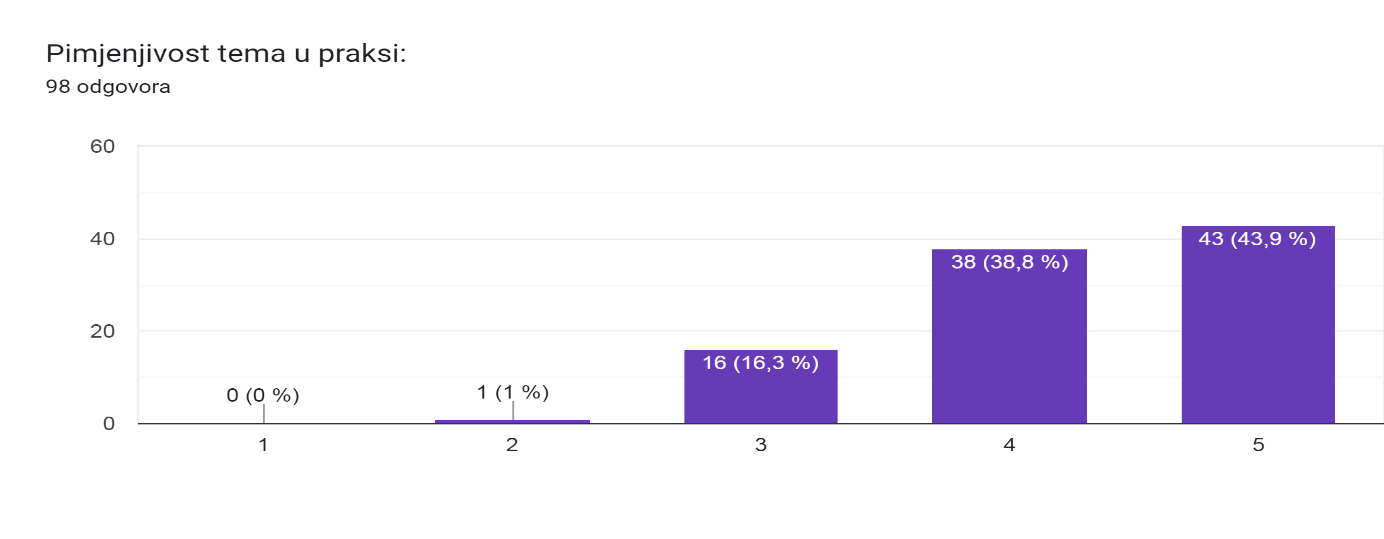 Pimjenjivost tema u praksi:
98 odgovora
60
40
20
0
0 (0 %)
1 (1 %)
16 (16,3 %)
38 (38,8 %)
43 (43,9 %)
1 2 3 4 5